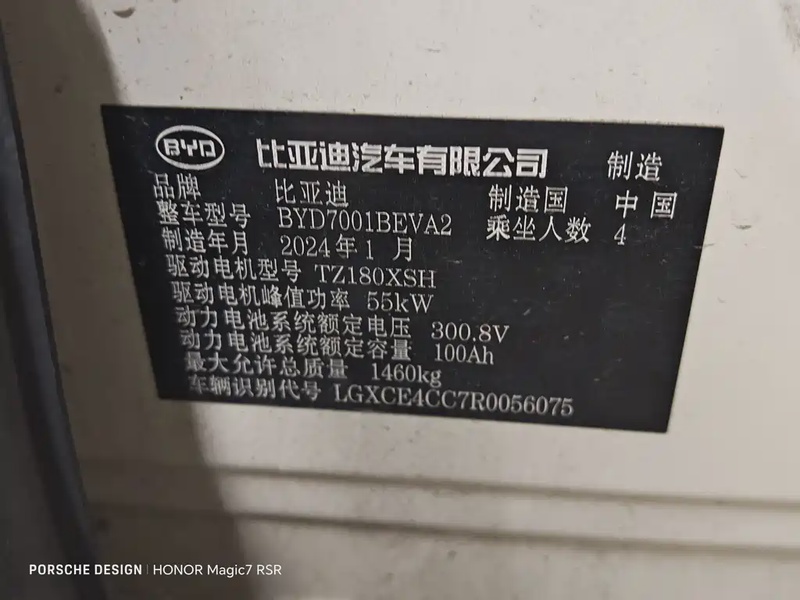 BYD 比亚迪汽车有限公司 制造
品牌 比亚迪 制造国 中国
整车型号 BYD7001BEVA2 乘坐人数 4
制造年月 2024年1月
驱动电机型号 TZ180XSH
驱动电机峰值功率 55kW
动力电池系统额定电压 300.8V
动力电池系统额定容量 100Ah
最大允许总质量 1460kg
车辆识别代号 LGXCE4CC7R0056075
PORSCHE DESIGN | HONOR Magic7 RSR